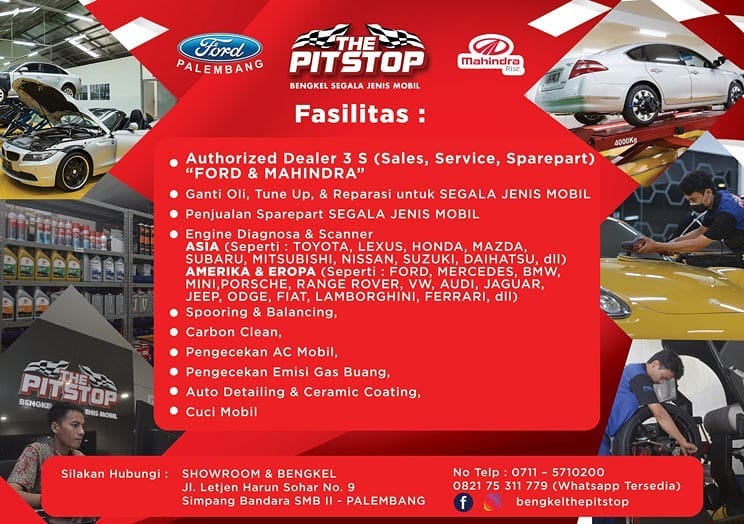 Ford
PALEMBANG
THE
PITSTOP
BENGKEL SEGALA JENIS MOBIL
Mahindra
Rise.
Fasilitas :
4000Kg
• Authorized Dealer 3 S (Sales, Service, Sparepart)
“FORD & MAHINDRA”
• Ganti Oli, Tune Up, & Reparasi untuk SEGALA JENIS MOBIL
• Penjualan Sparepart SEGALA JENIS MOBIL
• Engine Diagnosa & Scanner
ASIA (Seperti : TOYOTA, LEXUS, HONDA, MAZDA,
SUBARU, MITSUBISHI, NISSAN, SUZUKI, DAIHATSU, dll)
AMERIKA & EROPA (Seperti : FORD, MERCEDES, BMW,
MINI,PORSCHE, RANGE ROVER, VW, AUDI, JAGUAR,
JEEP, ODGE, FIAT, LAMBORGHINI, FERRARI, dll)
• Spooring & Balancing,
• Carbon Clean,
• Pengecekan AC Mobil,
• Pengecekan Emisi Gas Buang,
• Auto Detailing & Ceramic Coating,
• Cuci Mobil
THE
PITSTOP
BENGKEL JENIS MOBIL
Silakan Hubungi :
SHOWROOM & BENGKEL
Jl. Letjen Harun Sohar No. 9
Simpang Bandara SMB II - PALEMBANG
No Telp : 0711 – 5710200
0821 75 311 779 (Whatsapp Tersedia)
bengkelthepitstop